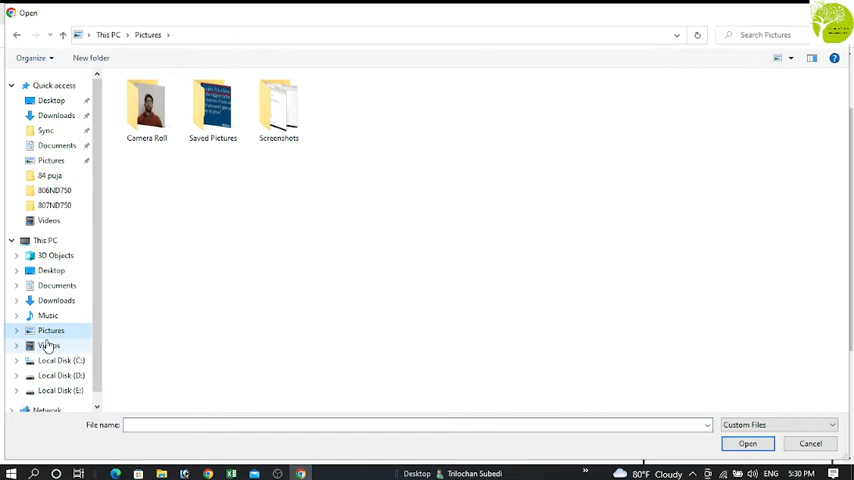 Open
This PC
Pictures
Search Pictures
Organize
New folder
Quick access
Desktop
Downloads
Sync
Documents
Pictures
84 puja
806ND750
807ND750
Videos
This PC
3D Objects
Desktop
Documents
Downloads
Music
Pictures
Videos
Local Disk (C:)
Local Disk (D:)
Local Disk (E:)
Network
Camera Roll
Saved Pictures
Screenshots
File name:
Custom Files
Open
Cancel
Desktop
Trilochan Subedi
80°F Cloudy
5:30 PM